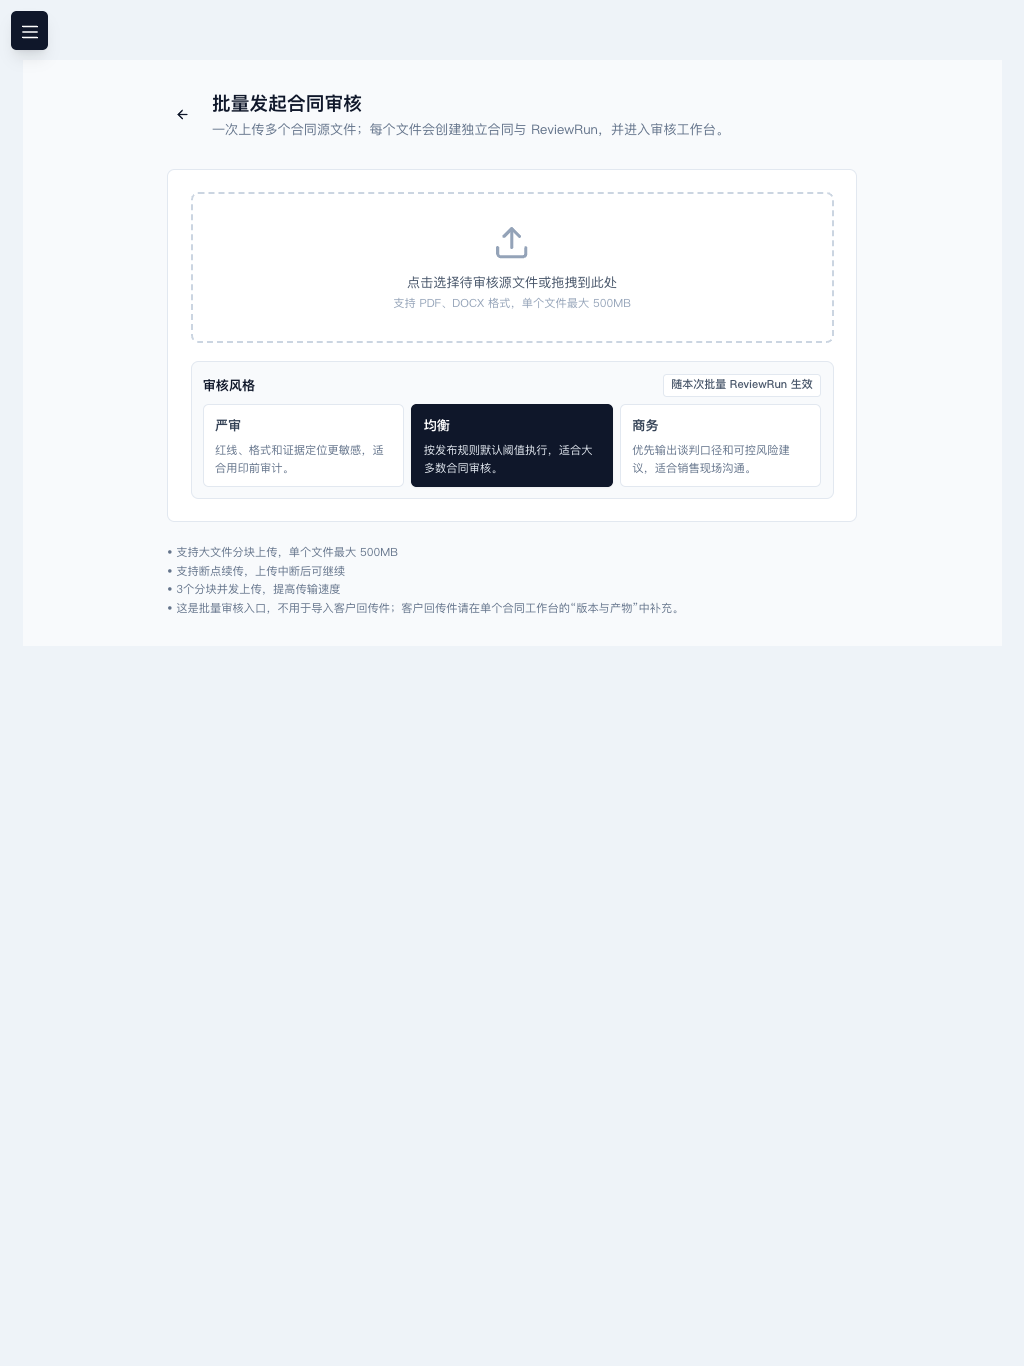 批量发起合同审核
一次上传多个合同源文件；每个文件会创建独立合同与 ReviewRun，并进入审核工作台。
点击选择待审核源文件或拖拽到此处
支持 PDF、DOCX 格式，单个文件最大 500MB
审核风格
随本次批量 ReviewRun 生效
严审
红线、格式和证据定位更敏感，适
合用印前审计。
均衡
按发布规则默认阈值执行，适合大
多数合同审核。
商务
优先输出谈判口径和可控风险建
议，适合销售现场沟通。
• 支持大文件分块上传，单个文件最大 500MB
• 支持断点续传，上传中断后可继续
• 3个分块并发上传，提高传输速度
• 这是批量审核入口，不用于导入客户回传件；客户回传件请在单个合同工作台的“版本与产物”中补充。